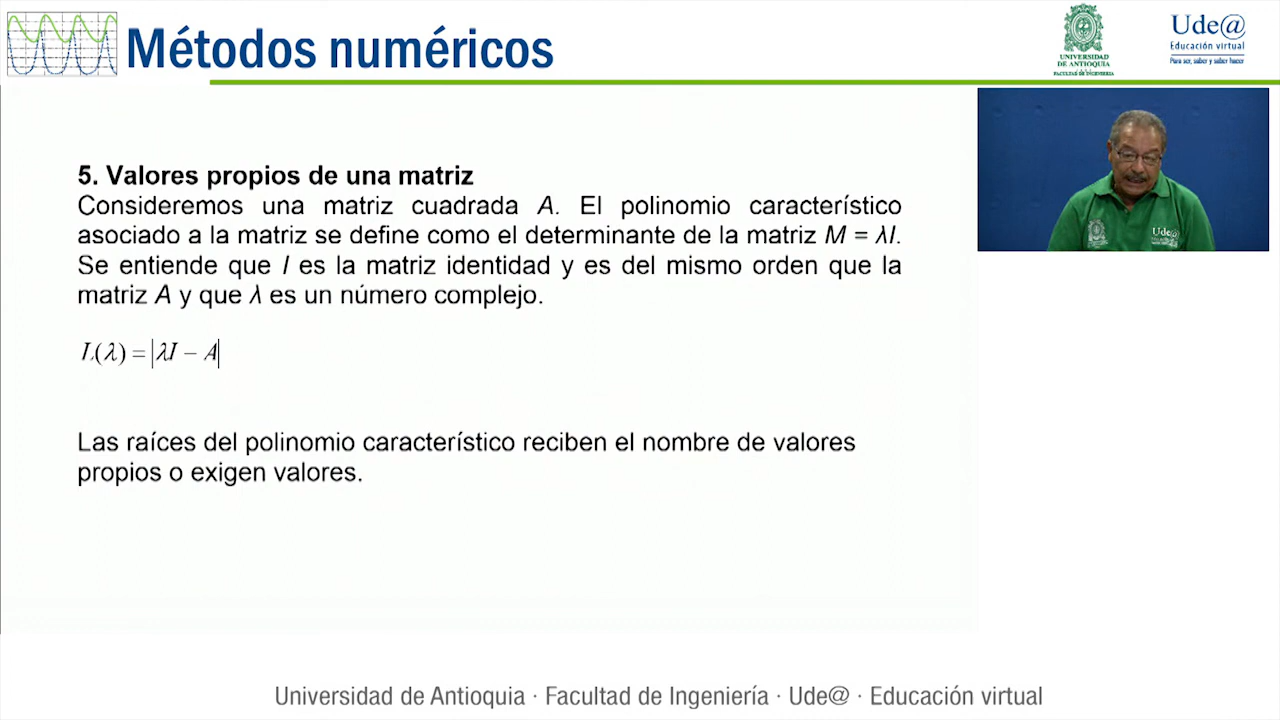 Métodos numéricos
UNIVERSIDAD
DE ANTIOQUIA
FACULTAD DE INGENIERÍA
Ude@
Educación virtual
Para ser, saber y saber hacer
5. Valores propios de una matriz
Consideremos una matriz cuadrada A. El polinomio característico
asociado a la matriz se define como el determinante de la matriz M = λI.
Se entiende que I es la matriz identidad y es del mismo orden que la
matriz A y que λ es un número complejo.
L(λ) = |λI − A|
Las raíces del polinomio característico reciben el nombre de valores
propios o exigen valores.
Ude@
Universidad de Antioquia · Facultad de Ingeniería · Ude@ · Educación virtual